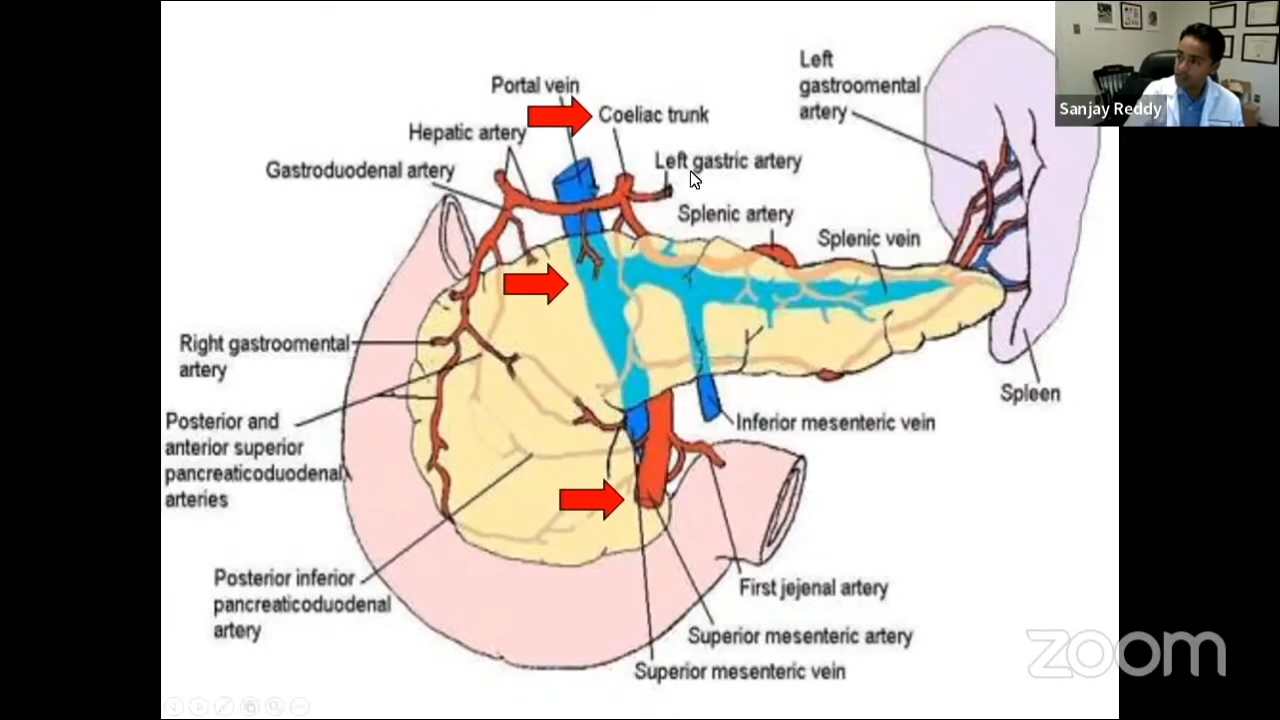 Sanjay Reddy
Left
gastroomental
artery
Portal vein
Coeliac trunk
Hepatic artery
Gastroduodenal artery
Left gastric artery
Splenic artery
Splenic vein
Right gastroomental
artery
Spleen
Posterior and
anterior superior
pancreaticoduodenal
arteries
Inferior mesenteric vein
Posterior inferior
pancreaticoduodenal
artery
First jejenal artery
Superior mesenteric artery
Superior mesenteric vein
zoom